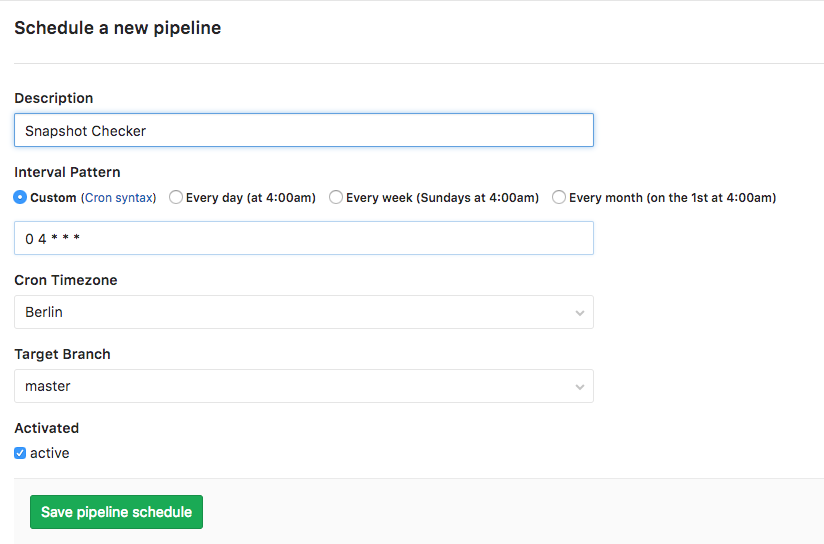 Schedule a new pipeline
Description
Snapshot Checker
Interval Pattern
Custom (Cron syntax) Every day (at 4:00am) Every week (Sundays at 4:00am) Every month (on the 1st at 4:00am)
0 4 * * *
Cron Timezone
Berlin
Target Branch
master
Activated
active
Save pipeline schedule